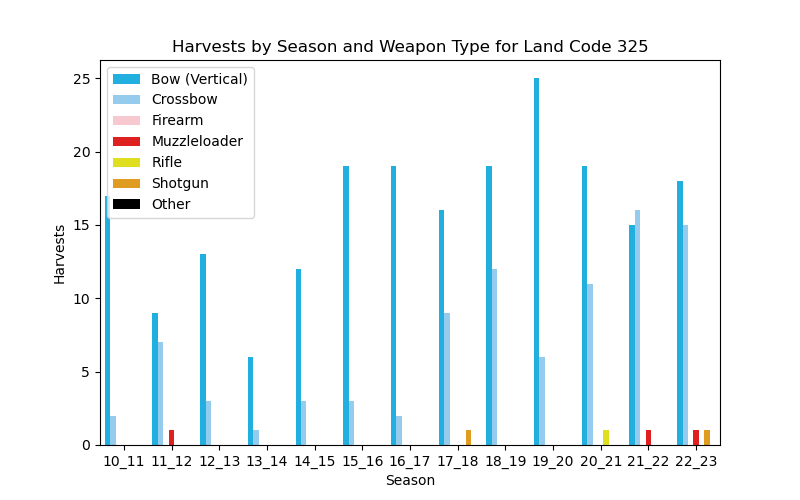 Harvests by Season and Weapon Type for Land Code 325
Bow (Vertical)
Crossbow
Firearm
Muzzleloader
Rifle
Shotgun
Other
25
20
15
10
5
0
Harvests
10_11 11_12 12_13 13_14 14_15 15_16 16_17 17_18 18_19 19_20 20_21 21_22 22_23
Season